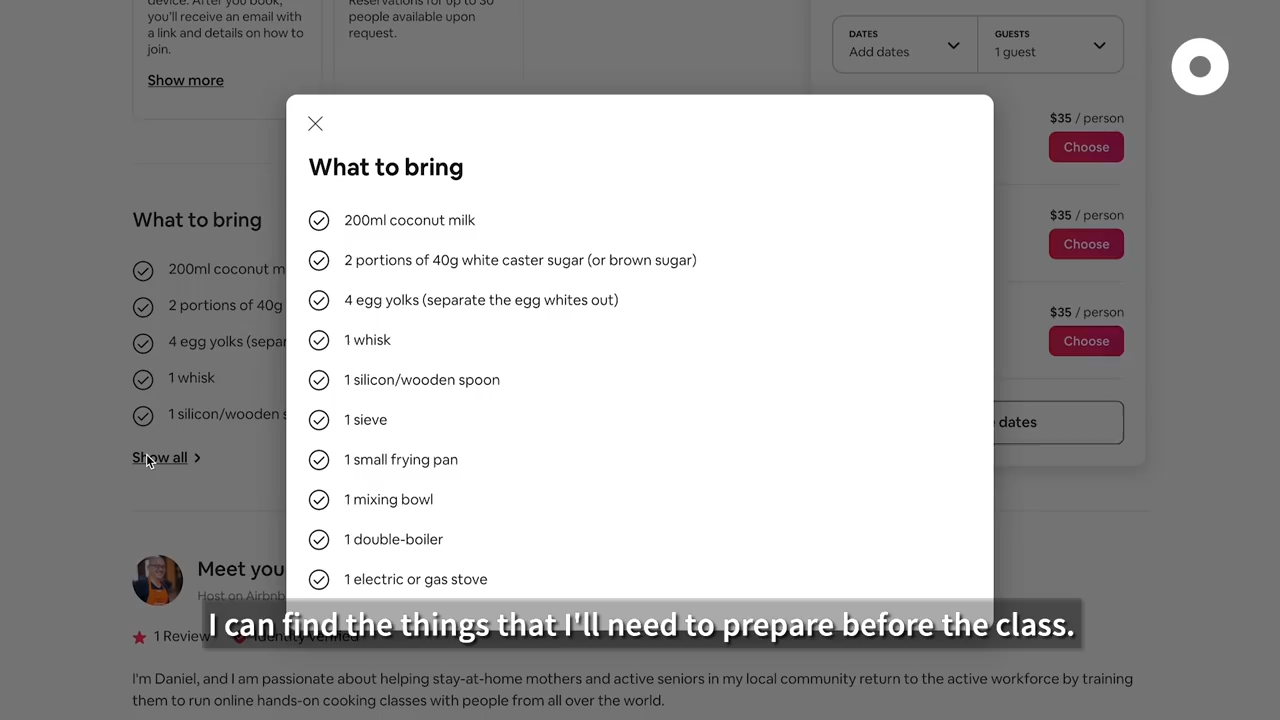 device. After you book,
you'll receive an email with
a link and details on how to
join.
Show more
Reservations for up to 30
people available upon
request.
DATES
Add dates
GUESTS
1 guest
$35 / person
Choose
$35 / person
Choose
$35 / person
Choose
dates
What to bring
200ml coconut m
2 portions of 40g
4 egg yolks (separ
1 whisk
1 silicon/wooden s
Show all
What to bring
200ml coconut milk
2 portions of 40g white caster sugar (or brown sugar)
4 egg yolks (separate the egg whites out)
1 whisk
1 silicon/wooden spoon
1 sieve
1 small frying pan
1 mixing bowl
1 double-boiler
1 electric or gas stove
Meet you
Host on Airbnb
1 Review
Identity verified
I can find the things that I'll need to prepare before the class.
I'm Daniel, and I am passionate about helping stay-at-home mothers and active seniors in my local community return to the active workforce by training
them to run online hands-on cooking classes with people from all over the world.